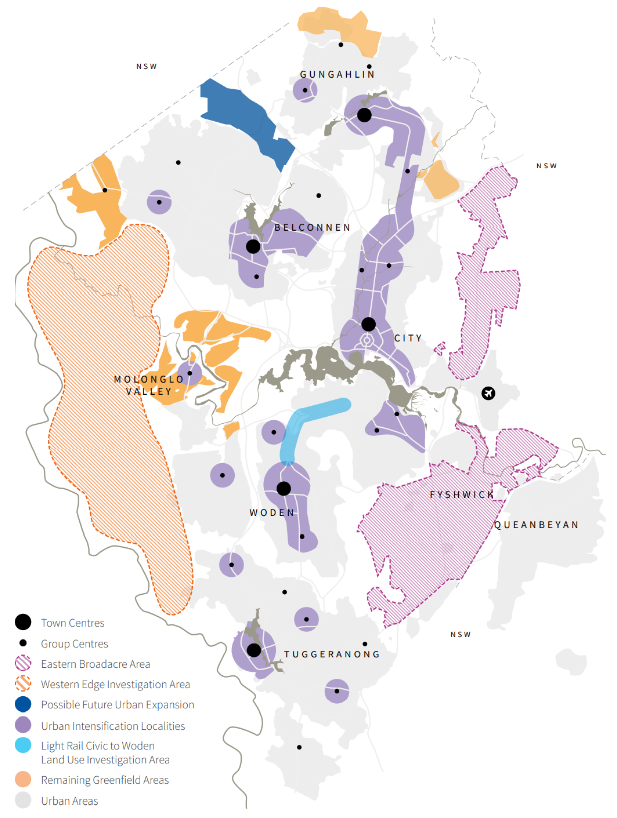 NSW
GUNGAHLIN
NSW
BELCONNEN
CITY
MOLONGLO
VALLEY
FYSHWICK
WODEN
QUEANBEYAN
NSW
TUGGERANONG
Town Centres
Group Centres
Eastern Broadacre Area
Western Edge Investigation Area
Possible Future Urban Expansion
Urban Intensification Localities
Light Rail Civic to Woden
Land Use Investigation Area
Remaining Greenfield Areas
Urban Areas